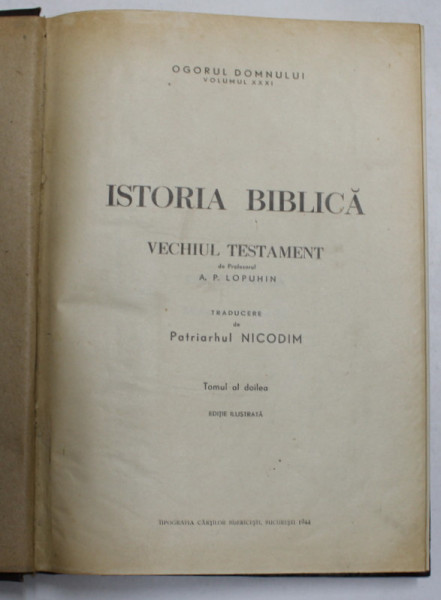 OGORUL DOMNULUI
VOLUMUL XXXI
ISTORIA BIBLICĂ
VECHIUL TESTAMENT
de Profesorul
A. P. LOPUHIN
TRADUCERE
de
Patriarhul NICODIM
Tomul al doilea
EDIȚIE ILUSTRATĂ
TIPOGRAFIA CĂRȚILOR BISERICEȘTI, BUCUREȘTI 1944